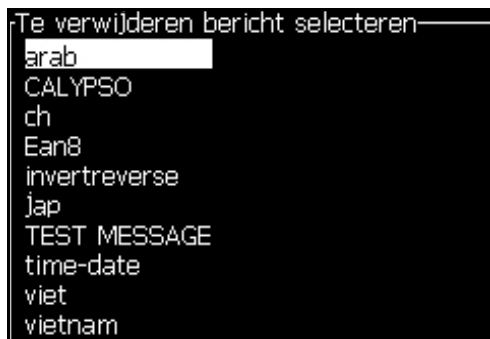 Te verwijderen bericht selecteren
arab
CALYPSO
ch
Ean8
invertreverse
jap
TEST MESSAGE
time-date
viet
vietnam